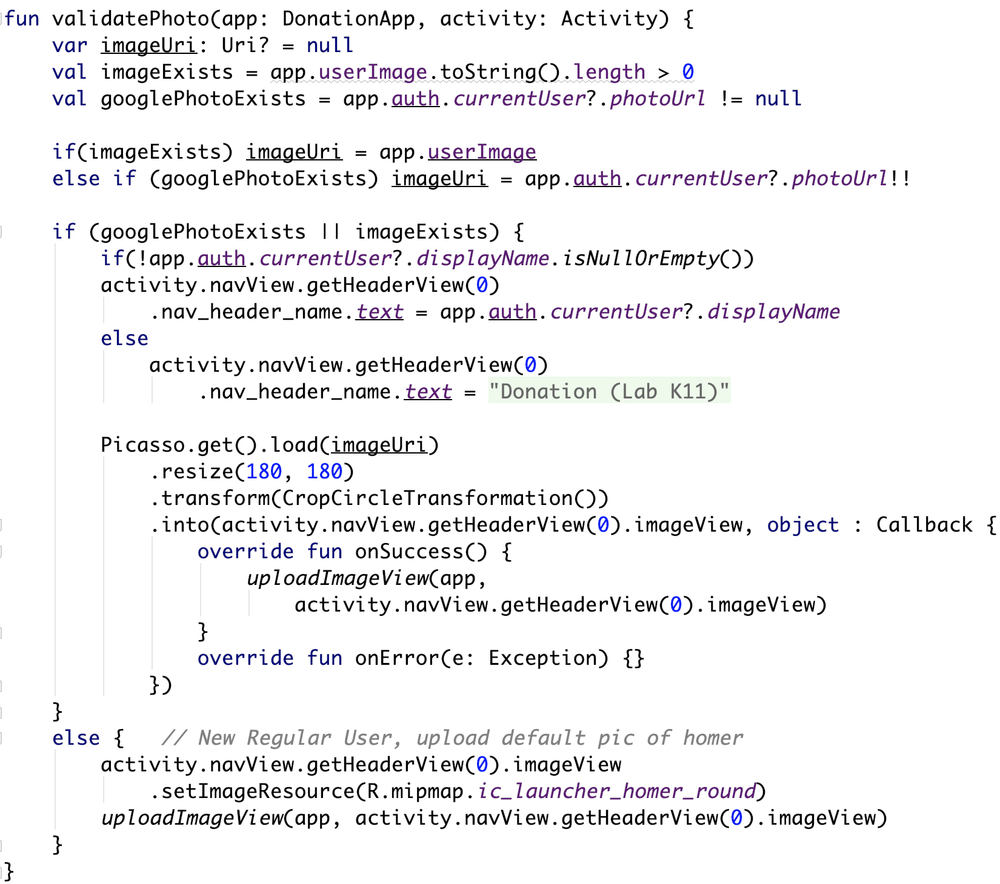 fun validatePhoto(app: DonationApp, activity: Activity) {
    var imageUri: Uri? = null
    val imageExists = app.userImage.toString().length > 0
    val googlePhotoExists = app.auth.currentUser?.photoUrl != null

    if(imageExists) imageUri = app.userImage
    else if (googlePhotoExists) imageUri = app.auth.currentUser?.photoUrl!!

    if (googlePhotoExists || imageExists) {
        if(!app.auth.currentUser?.displayName.isNullOrEmpty())
        activity.navView.getHeaderView(0)
            .nav_header_name.text = app.auth.currentUser?.displayName
        else
            activity.navView.getHeaderView(0)
                .nav_header_name.text = "Donation (Lab K11)"

        Picasso.get().load(imageUri)
            .resize(180, 180)
            .transform(CropCircleTransformation())
            .into(activity.navView.getHeaderView(0).imageView, object : Callback {
                override fun onSuccess() {
                    uploadImageView(app,
                        activity.navView.getHeaderView(0).imageView)
                }
                override fun onError(e: Exception) {}
            })
    }
    else {   // New Regular User, upload default pic of homer
        activity.navView.getHeaderView(0).imageView
            .setImageResource(R.mipmap.ic_launcher_homer_round)
        uploadImageView(app, activity.navView.getHeaderView(0).imageView)
    }
}